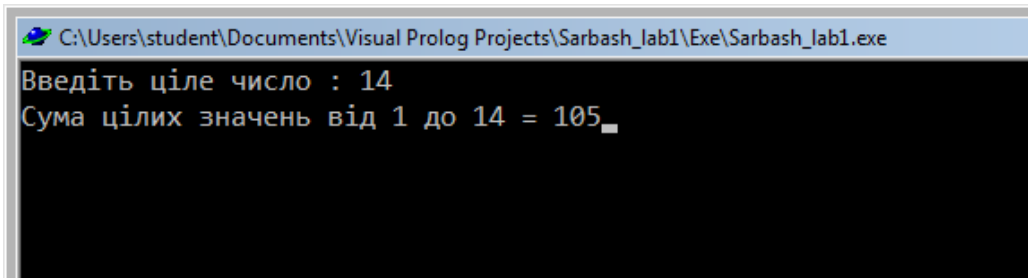 C:\Users\student\Documents\Visual Prolog Projects\Sarbash_lab1\Exe\Sarbash_lab1.exe
Введіть ціле число : 14
Сума цілих значень від 1 до 14 = 105